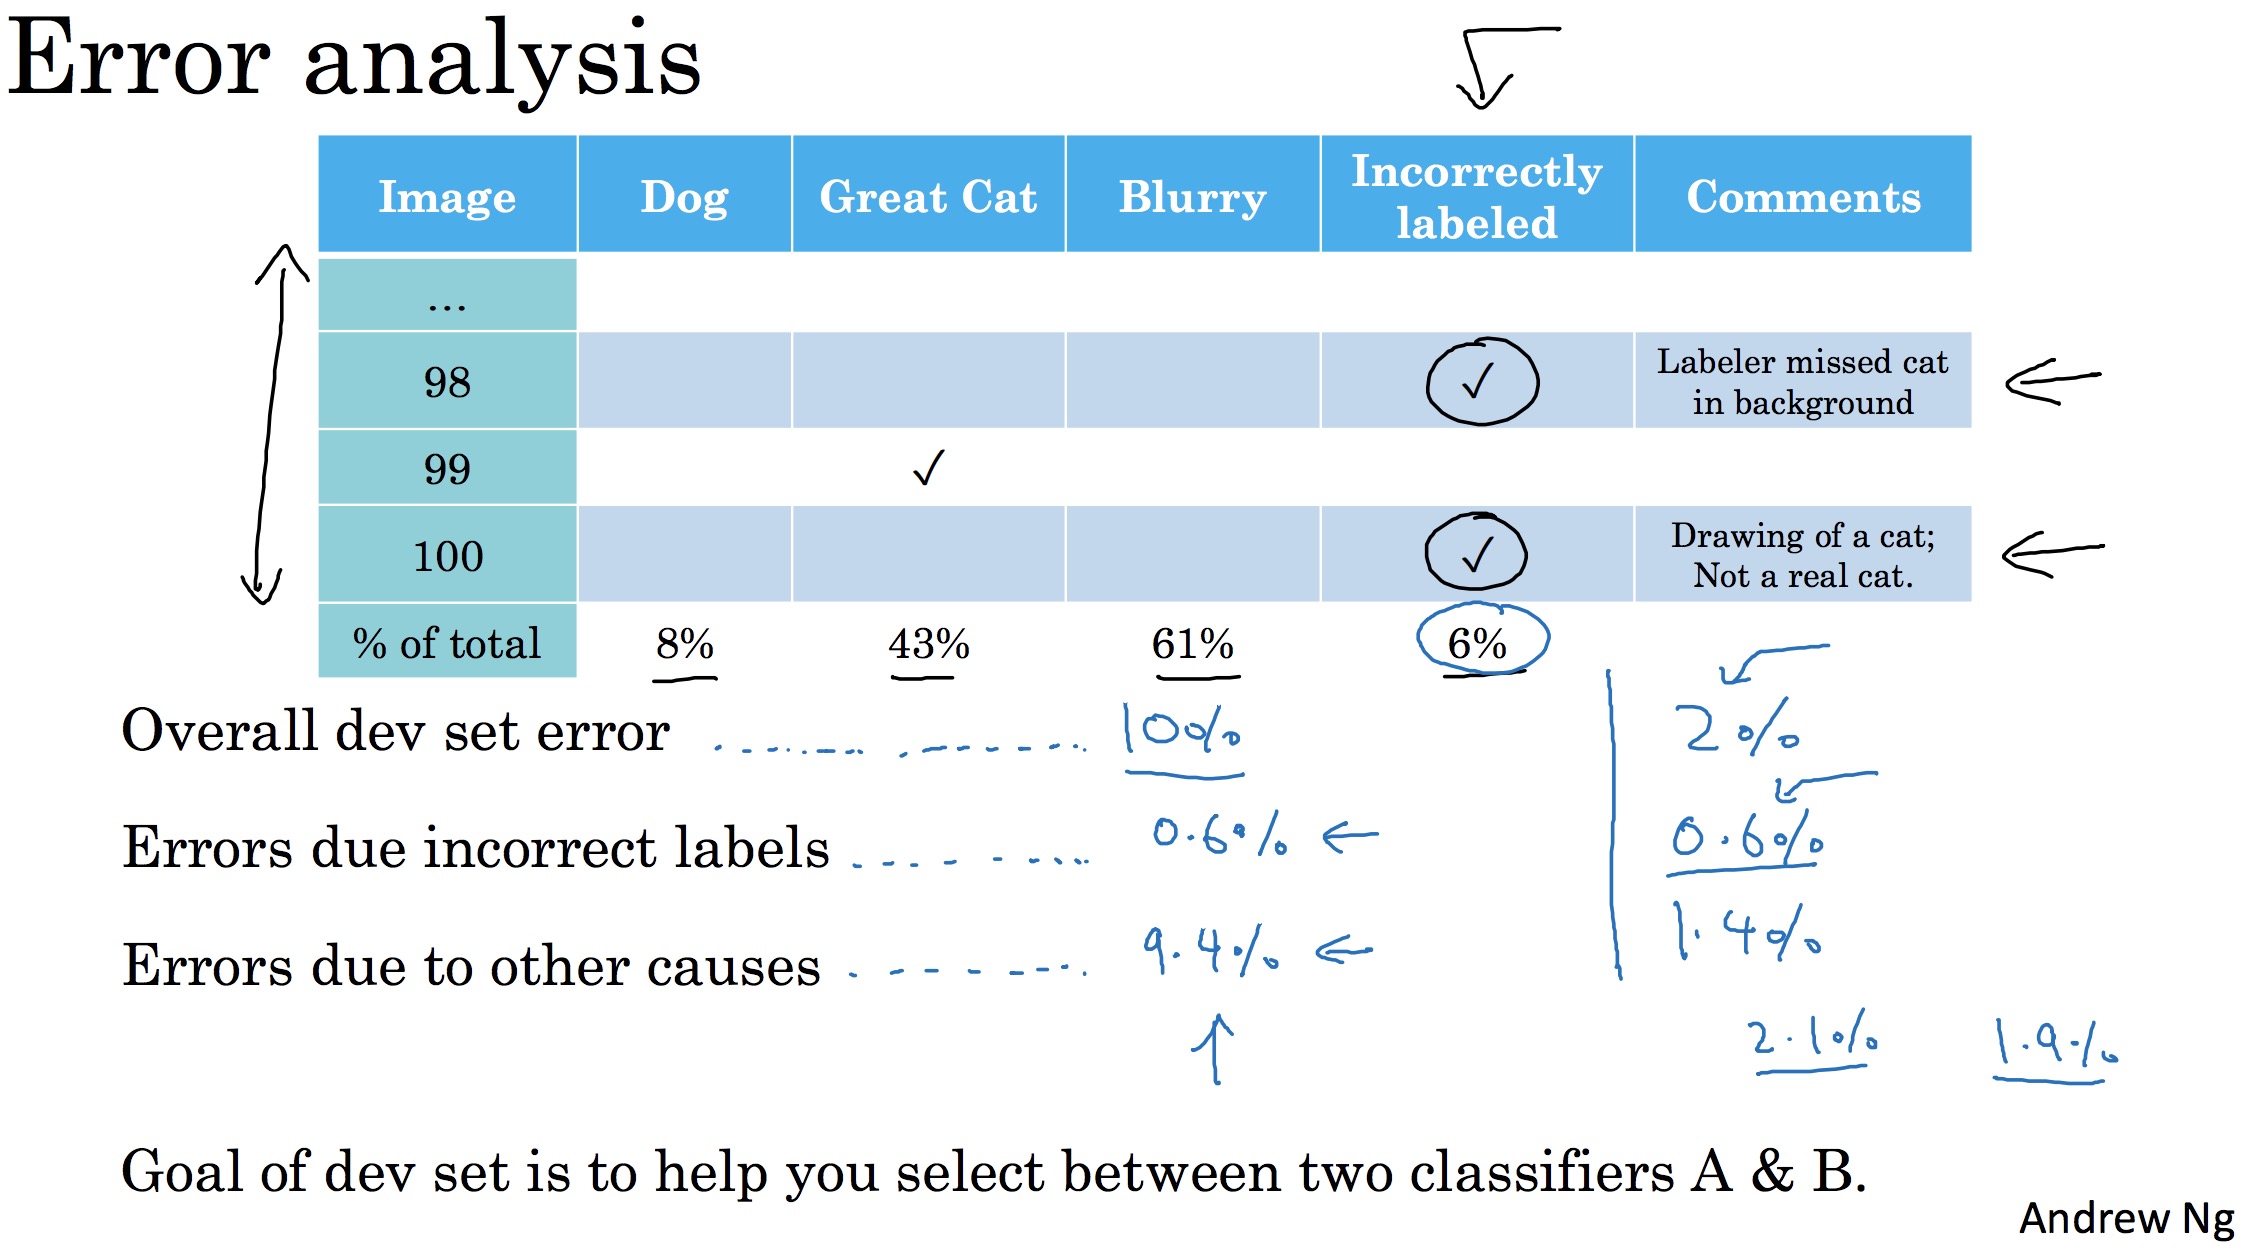 Error analysis
Image Dog Great Cat Blurry Incorrectly labeled Comments
...
98 ✓ Labeler missed cat in background
99 ✓
100 ✓ Drawing of a cat; Not a real cat.
% of total 8% 43% 61% 6%
Overall dev set error 10% 2%
Errors due incorrect labels 0.6% 0.6%
Errors due to other causes 9.4% 1.4%
2.1% 1.9%
Goal of dev set is to help you select between two classifiers A & B.
Andrew Ng